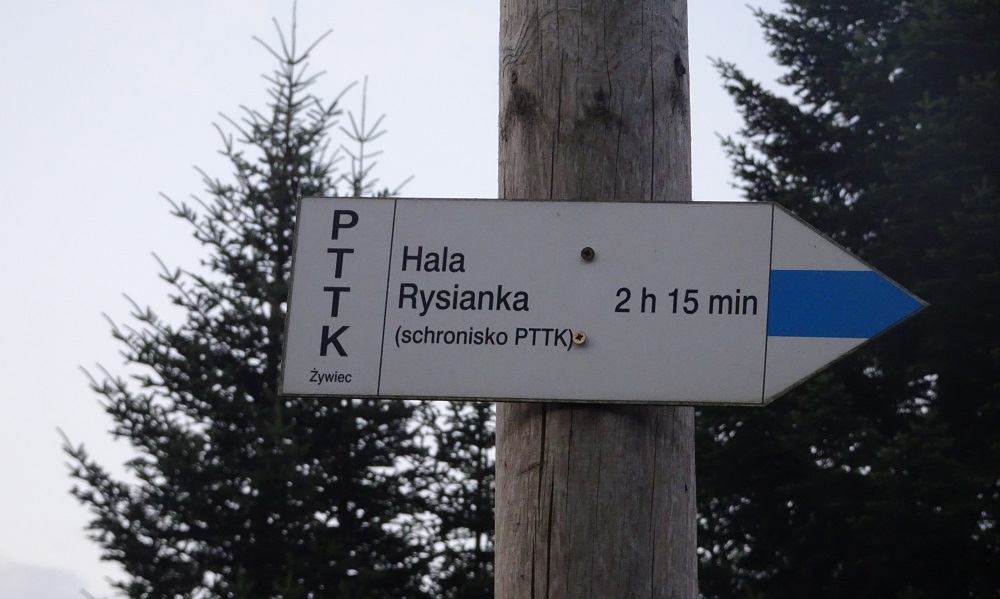 PTTK
Żywiec
Hala
Rysianka
(schronisko PTTK)
2 h 15 min